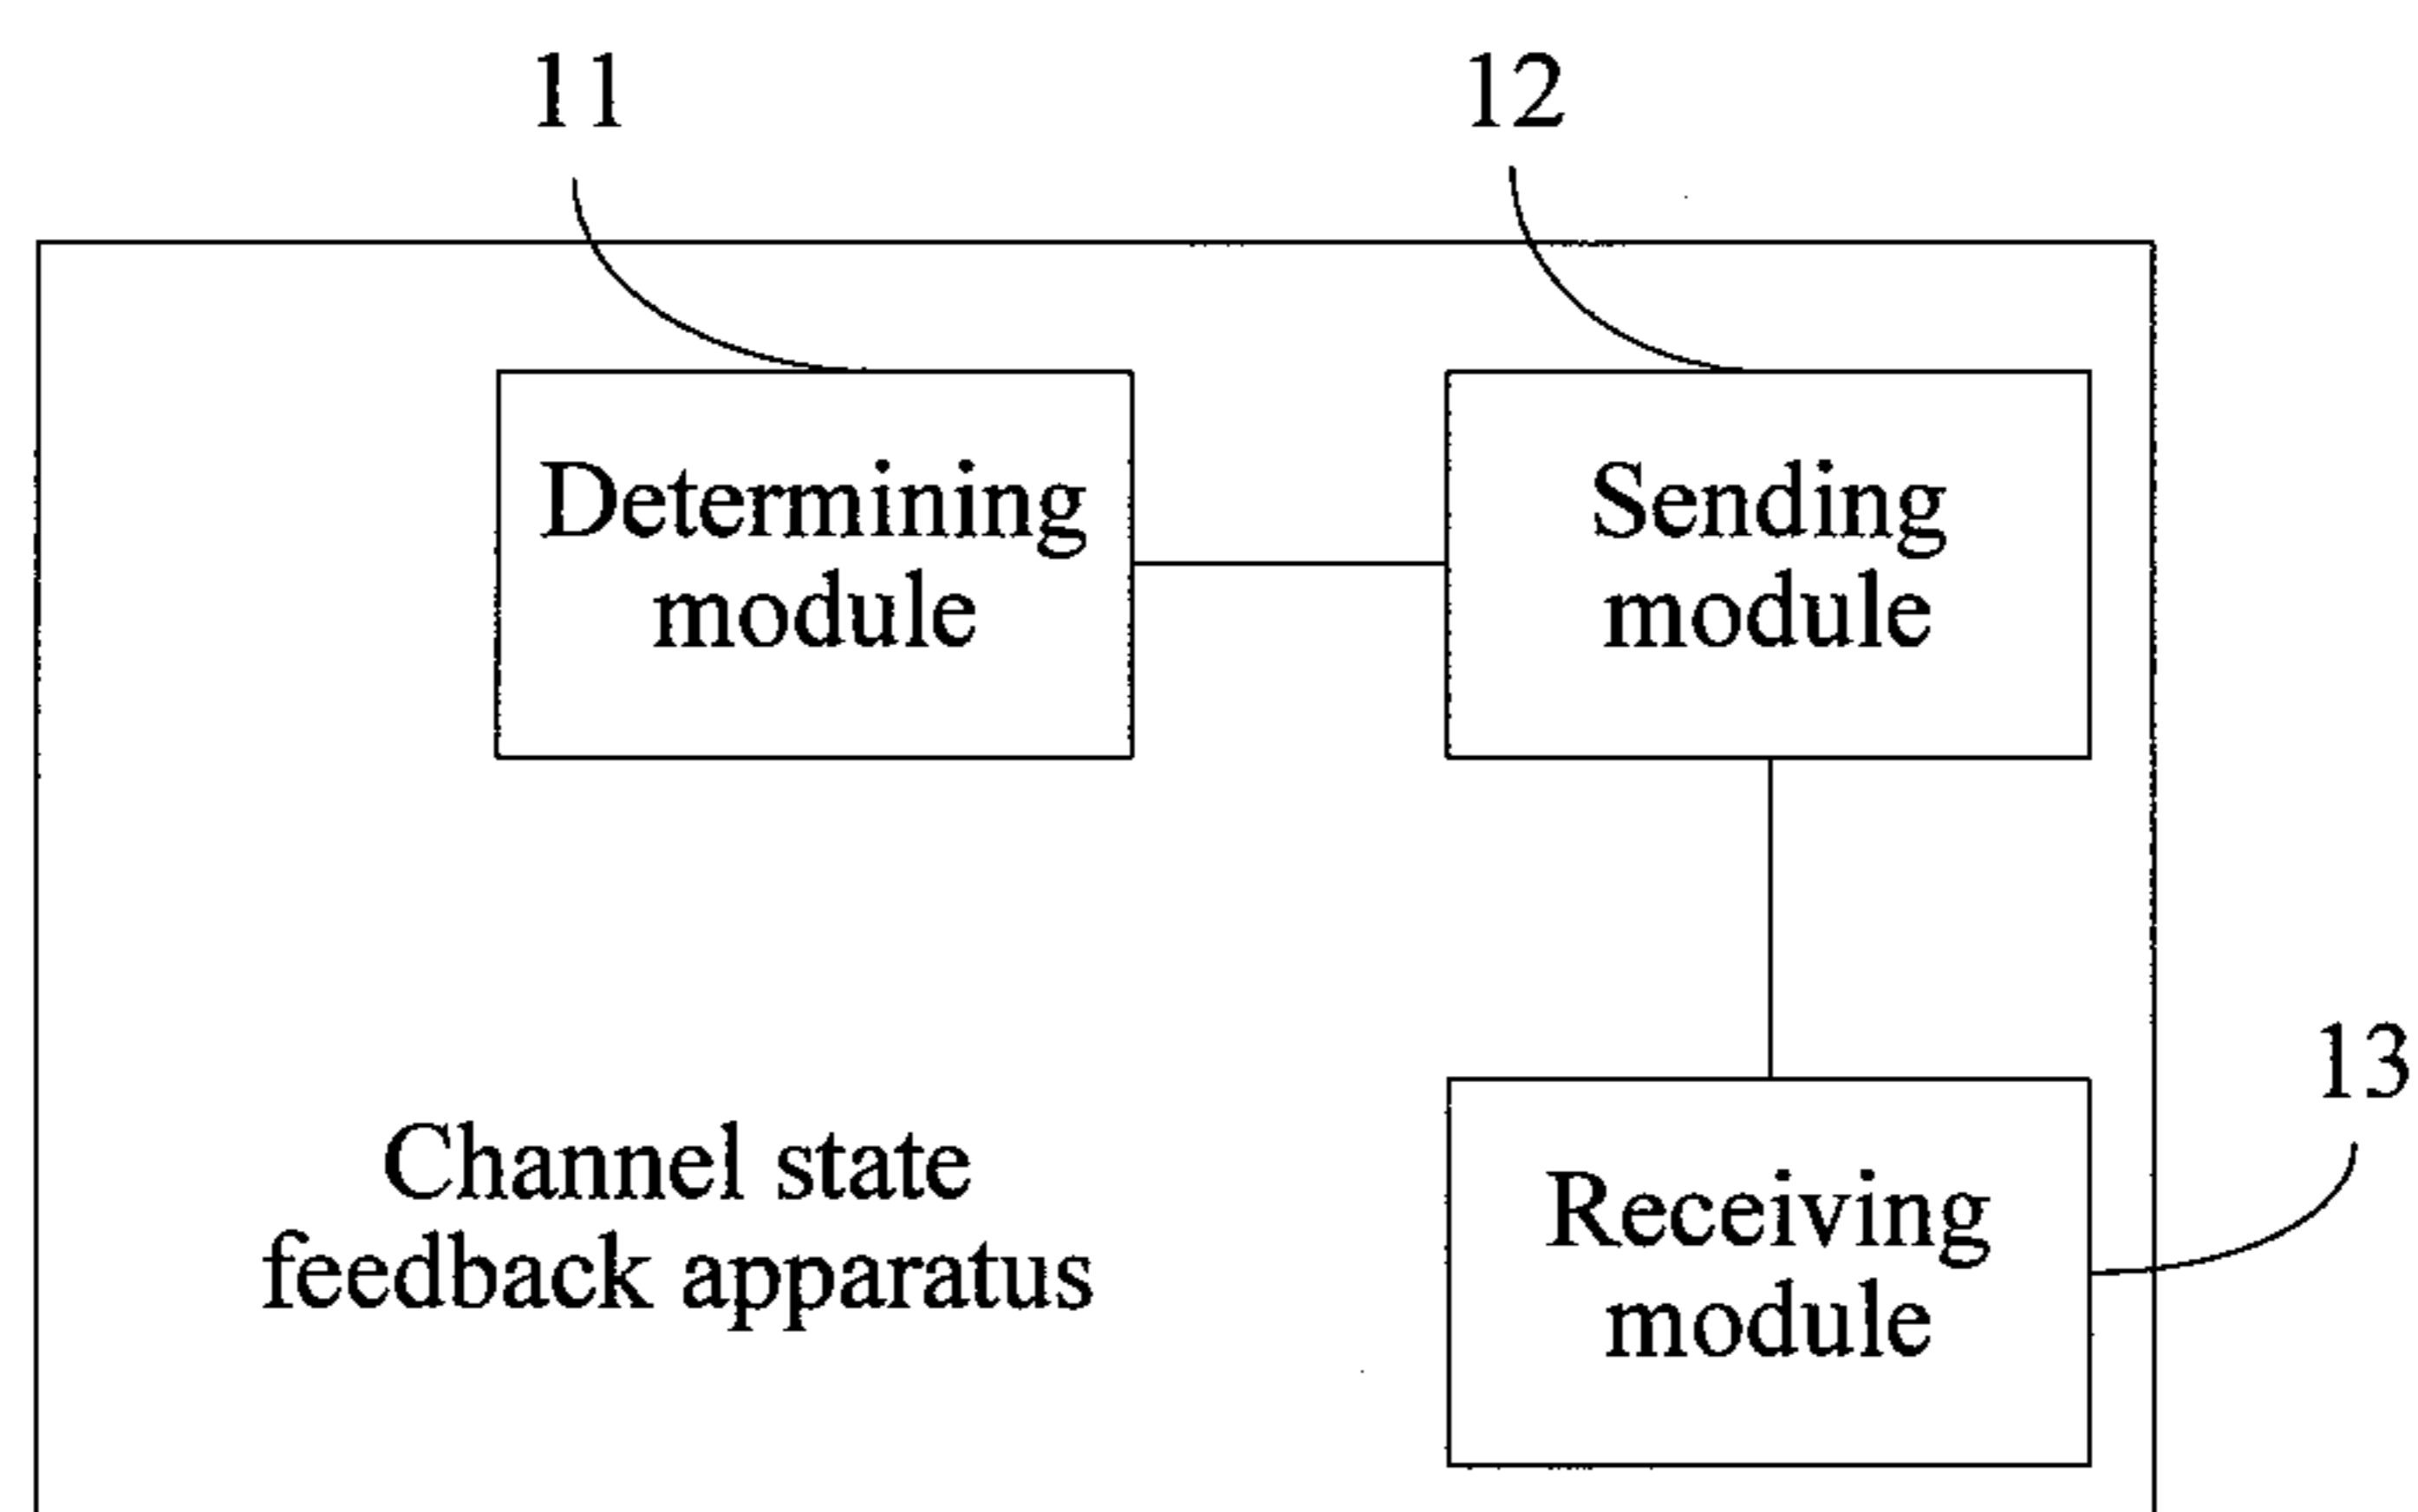 11
12
Determining
module
Sending
module
13
Channel state
feedback apparatus
Receiving
module